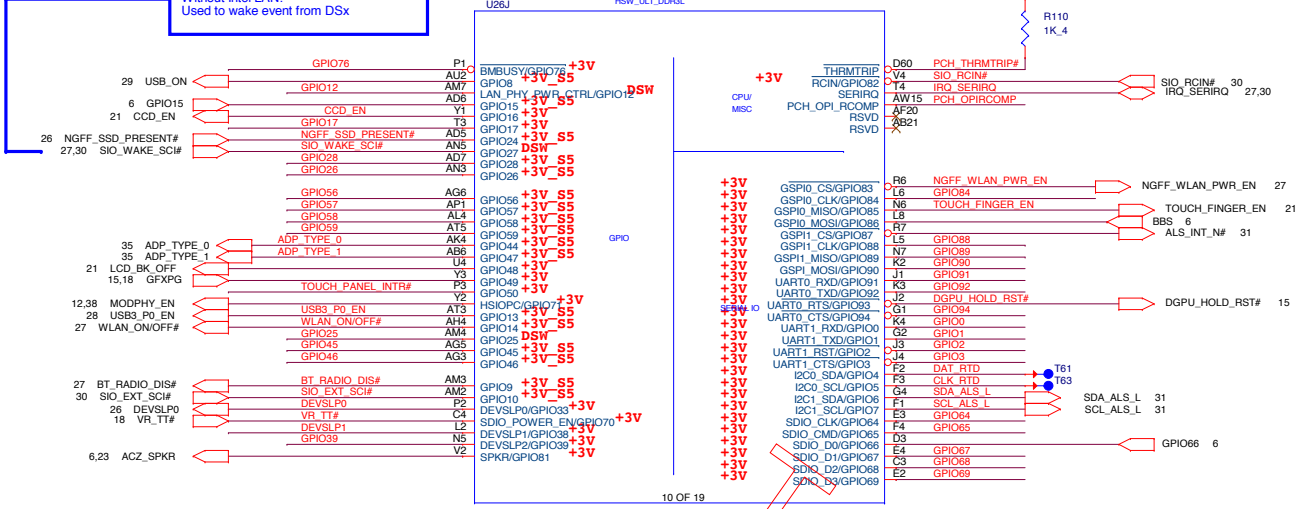 Without Intel LAN:
Used to wake event from DSx
U26J
HSW_ULT_DDR3L
R110
1K_4
GPIO76 P1 BMBUSY/GPIO76 +3V
29 USB_ON AU2 GPIO8 +3V_S5
GPIO12 AM7 LAN_PHY_PWR_CTRL/GPIO12 DSW
6 GPIO15 AD6 GPIO15 +3V_S5
21 CCD_EN CCD_EN Y1 GPIO16 +3V
GPIO17 T3 GPIO17 +3V
26 NGFF_SSD_PRESENT# NGFF_SSD_PRESENT# AD5 GPIO24 +3V_S5
27,30 SIO_WAKE_SCI# SIO_WAKE_SCI# AN5 GPIO27 DSW
GPIO28 AD7 GPIO28 +3V_S5
GPIO26 AN3 GPIO26 +3V_S5
GPIO56 AG6 GPIO56 +3V_S5
GPIO57 AP1 GPIO57 +3V_S5
GPIO58 AL4 GPIO58 +3V_S5
GPIO59 AT5 GPIO59 +3V_S5
35 ADP_TYPE_0 ADP_TYPE_0 AK4 GPIO44 +3V_S5
35 ADP_TYPE_1 ADP_TYPE_1 AB6 GPIO47 +3V_S5
21 LCD_BK_OFF U4 GPIO48 +3V
15,18 GFXPG Y3 GPIO49 +3V
TOUCH_PANEL_INTR# P3 GPIO50 +3V
12,38 MODPHY_EN Y2 HSIOPC/GPIO71 +3V
28 USB3_P0_EN USB3_P0_EN AT3 GPIO13 +3V_S5
27 WLAN_ON/OFF# WLAN_ON/OFF# AH4 GPIO14 +3V_S5
GPIO25 AM4 GPIO25 DSW
GPIO45 AG5 GPIO45 +3V_S5
GPIO46 AG3 GPIO46 +3V_S5
27 BT_RADIO_DIS# BT_RADIO_DIS# AM3 GPIO9 +3V_S5
30 SIO_EXT_SCI# SIO_EXT_SCI# AM2 GPIO10 +3V_S5
26 DEVSLP0 DEVSLP0 P2 DEVSLP0/GPIO33 +3V
18 VR_TT# VR_TT# C4 SDIO_POWER_EN/GPIO70 +3V
DEVSLP1 L2 DEVSLP1/GPIO38 +3V
GPIO39 N5 DEVSLP2/GPIO39 +3V
6,23 ACZ_SPKR V2 SPKR/GPIO81 +3V
GPIO
CPU/
MISC
SERIAL IO
THRMTRIP D60 PCH_THRMTRIP#
+3V RCIN/GPIO82 V4 SIO_RCIN# SIO_RCIN# 30
SERIRQ T4 IRQ_SERIRQ IRQ_SERIRQ 27,30
PCH_OPI_RCOMP AW15 PCH_OPIRCOMP
RSVD AF20
RSVD AB21
+3V GSPI0_CS/GPIO83 R6 NGFF_WLAN_PWR_EN NGFF_WLAN_PWR_EN 27
+3V GSPI0_CLK/GPIO84 L6 GPIO84
+3V GSPI0_MISO/GPIO85 N6 TOUCH_FINGER_EN TOUCH_FINGER_EN 21
+3V GSPI0_MOSI/GPIO86 L8 BBS 6
+3V GSPI1_CS/GPIO87 R7 ALS_INT_N# 31
+3V GSPI1_CLK/GPIO88 L5 GPIO88
+3V GSPI1_MISO/GPIO89 N7 GPIO89
+3V GSPI_MOSI/GPIO90 K2 GPIO90
+3V UART0_RXD/GPIO91 J1 GPIO91
+3V UART0_TXD/GPIO92 K3 GPIO92
+3V UART0_RTS/GPIO93 J2 DGPU_HOLD_RST# DGPU_HOLD_RST# 15
+3V UART0_CTS/GPIO94 G1 GPIO94
+3V UART1_RXD/GPIO0 K4 GPIO0
+3V UART1_TXD/GPIO1 G2 GPIO1
+3V UART1_RST/GPIO2 J3 GPIO2
+3V UART1_CTS/GPIO3 J4 GPIO3
+3V I2C0_SDA/GPIO4 F2 DAT_RTD T61
+3V I2C0_SCL/GPIO5 F3 CLK_RTD T63
+3V I2C1_SDA/GPIO6 G4 SDA_ALS_L SDA_ALS_L 31
+3V I2C1_SCL/GPIO7 F1 SCL_ALS_L SCL_ALS_L 31
+3V SDIO_CLK/GPIO64 E3 GPIO64
+3V SDIO_CMD/GPIO65 F4 GPIO65
+3V SDIO_D0/GPIO66 D3 GPIO66 6
+3V SDIO_D1/GPIO67 E4 GPIO67
+3V SDIO_D2/GPIO68 C3 GPIO68
+3V SDIO_D3/GPIO69 E2 GPIO69
10 OF 19